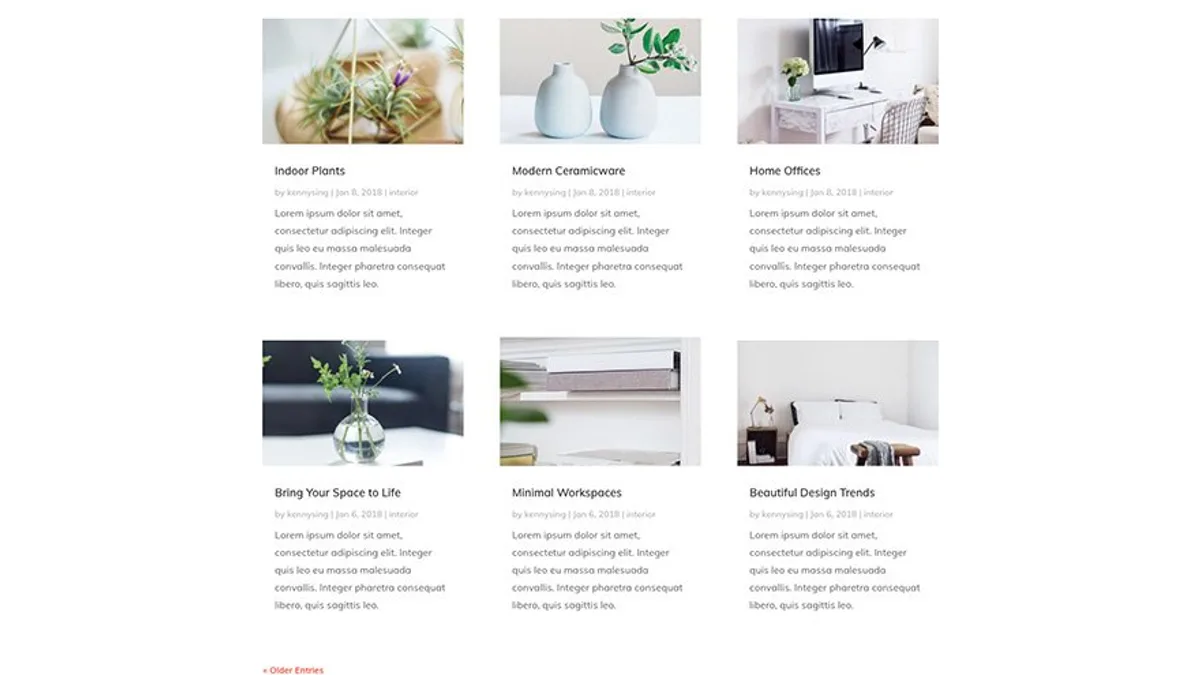 Indoor Plants
by kennysing | Jan 8, 2018 | interior
Lorem ipsum dolor sit amet,
consectetur adipiscing elit. Integer
quis leo eu massa malesuada
convallis. Integer pharetra consequat
libero, quis sagittis leo.
Modern Ceramicware
by kennysing | Jan 8, 2018 | interior
Lorem ipsum dolor sit amet,
consectetur adipiscing elit. Integer
quis leo eu massa malesuada
convallis. Integer pharetra consequat
libero, quis sagittis leo.
Home Offices
by kennysing | Jan 8, 2018 | interior
Lorem ipsum dolor sit amet,
consectetur adipiscing elit. Integer
quis leo eu massa malesuada
convallis. Integer pharetra consequat
libero, quis sagittis leo.
Bring Your Space to Life
by kennysing | Jan 6, 2018 | interior
Lorem ipsum dolor sit amet,
consectetur adipiscing elit. Integer
quis leo eu massa malesuada
convallis. Integer pharetra consequat
libero, quis sagittis leo.
Minimal Workspaces
by kennysing | Jan 6, 2018 | interior
Lorem ipsum dolor sit amet,
consectetur adipiscing elit. Integer
quis leo eu massa malesuada
convallis. Integer pharetra consequat
libero, quis sagittis leo.
Beautiful Design Trends
by kennysing | Jan 6, 2018 | interior
Lorem ipsum dolor sit amet,
consectetur adipiscing elit. Integer
quis leo eu massa malesuada
convallis. Integer pharetra consequat
libero, quis sagittis leo.
« Older Entries